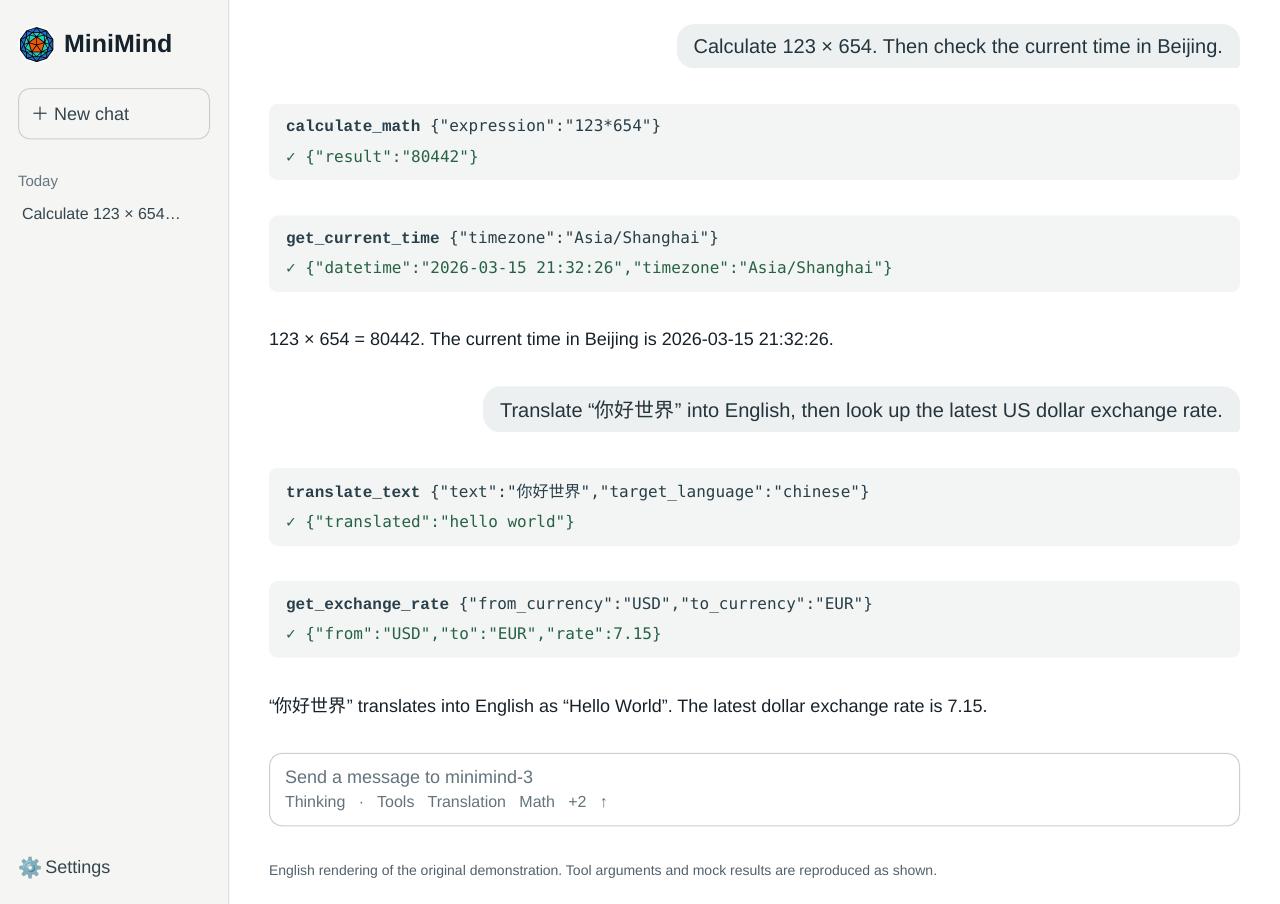 MiniMind
New chat
Today
Calculate 123 × 654…
Settings
Calculate 123 × 654. Then check the current time in Beijing.
calculate_math {"expression":"123*654"}
✓ {"result":"80442"}
get_current_time {"timezone":"Asia/Shanghai"}
✓ {"datetime":"2026-03-15 21:32:26","timezone":"Asia/Shanghai"}
123 × 654 = 80442. The current time in Beijing is 2026-03-15 21:32:26.
Translate “你好世界” into English, then look up the latest US dollar exchange rate.
translate_text {"text":"你好世界","target_language":"chinese"}
✓ {"translated":"hello world"}
get_exchange_rate {"from_currency":"USD","to_currency":"EUR"}
✓ {"from":"USD","to":"EUR","rate":7.15}
“你好世界” translates into English as “Hello World”. The latest dollar exchange rate is 7.15.
Send a message to minimind-3
Thinking · Tools Translation Math +2 ↑
English rendering of the original demonstration. Tool arguments and mock results are reproduced as shown.